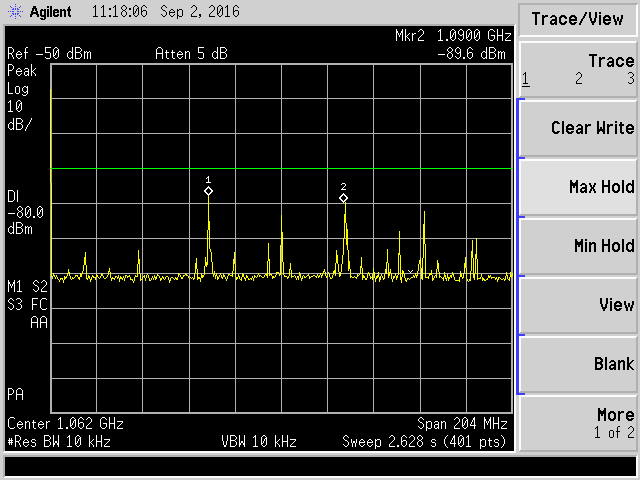 Agilent 11:18:06 Sep 2, 2016
Trace/View
Mkr2 1.0900 GHz
Ref -50 dBm Atten 5 dB -89.6 dBm
Peak
Log
10
dB/
DI
-80.0
dBm
M1 S2
S3 FC
AA
PA
1
2
Center 1.062 GHz Span 204 MHz
#Res BW 10 kHz VBW 10 kHz Sweep 2.628 s (401 pts)
Trace
1 2 3
Clear Write
Max Hold
Min Hold
View
Blank
More
1 of 2